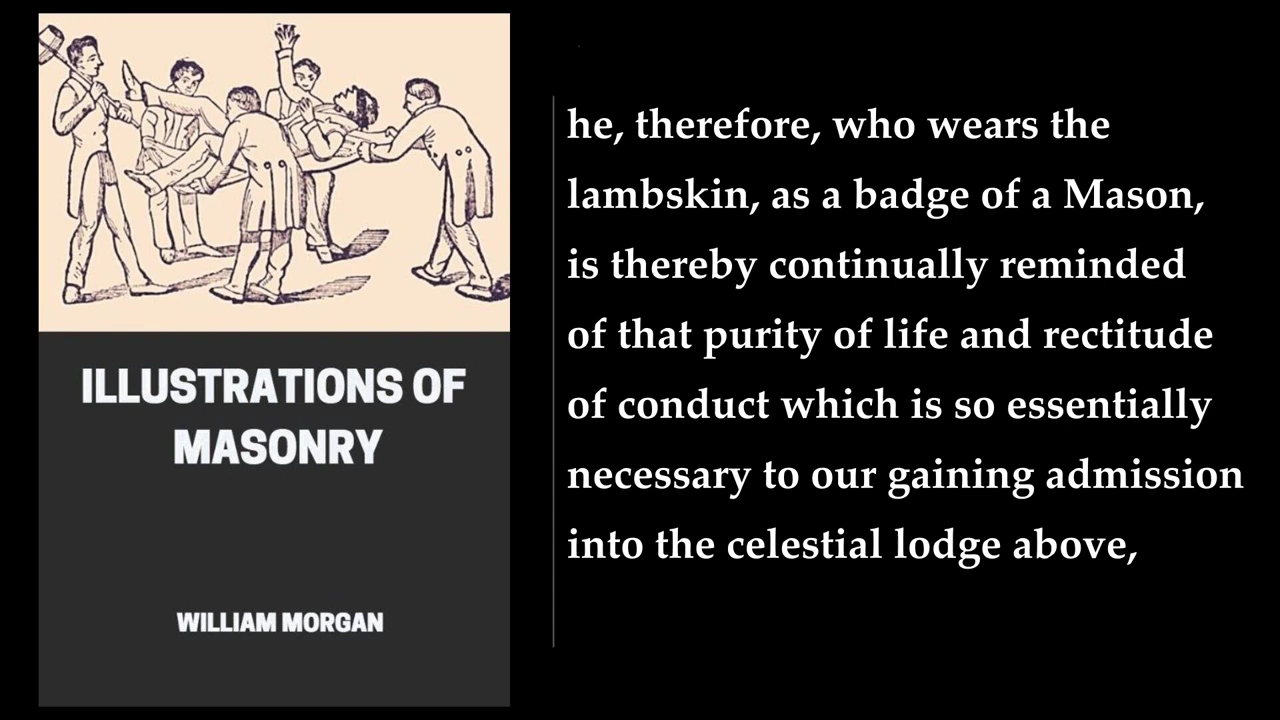 ILLUSTRATIONS OF
MASONRY
WILLIAM MORGAN
he, therefore, who wears the
lambskin, as a badge of a Mason,
is thereby continually reminded
of that purity of life and rectitude
of conduct which is so essentially
necessary to our gaining admission
into the celestial lodge above,